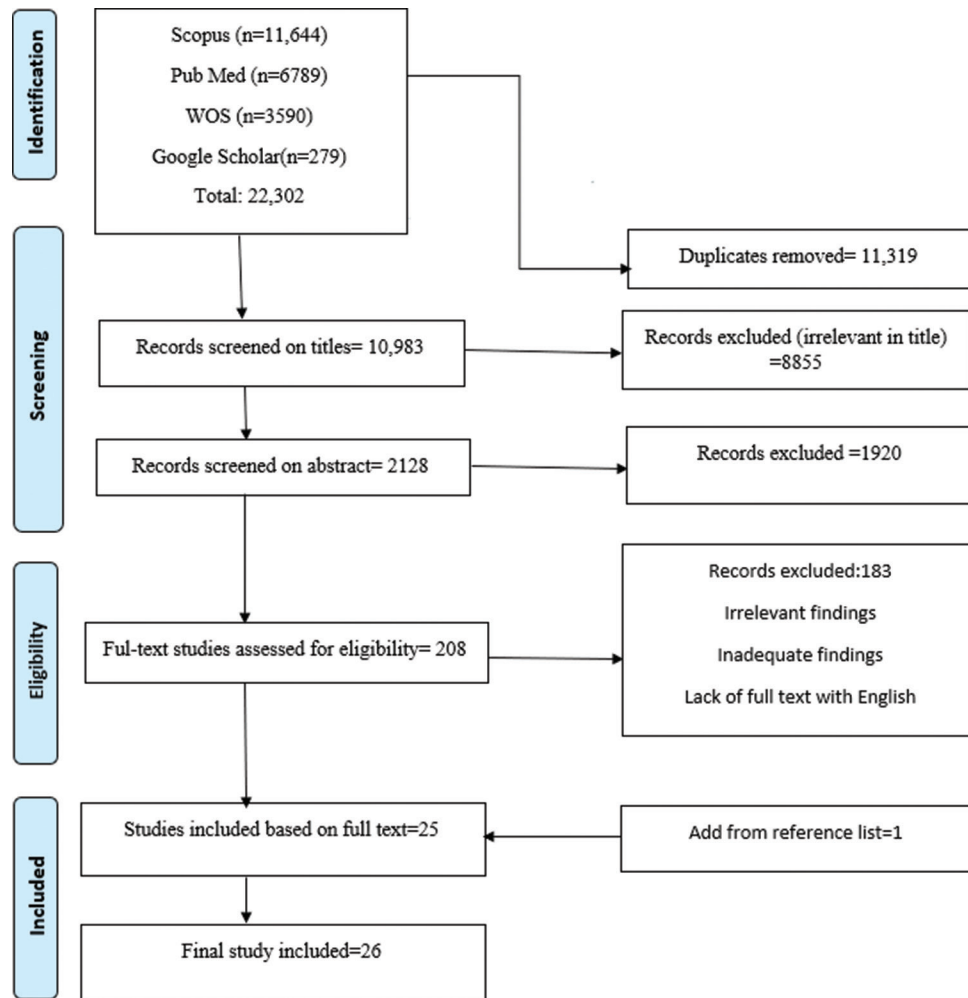 Identification
Scopus (n=11,644)
Pub Med (n=6789)
WOS (n=3590)
Google Scholar(n=279)
Total: 22,302
Duplicates removed= 11,319
Screening
Records screened on titles= 10,983
Records excluded (irrelevant in title)
=8855
Records screened on abstract= 2128
Records excluded =1920
Eligibility
Ful-text studies assessed for eligibility= 208
Records excluded:183
Irrelevant findings
Inadequate findings
Lack of full text with English
Included
Studies included based on full text=25
Add from reference list=1
Final study included=26